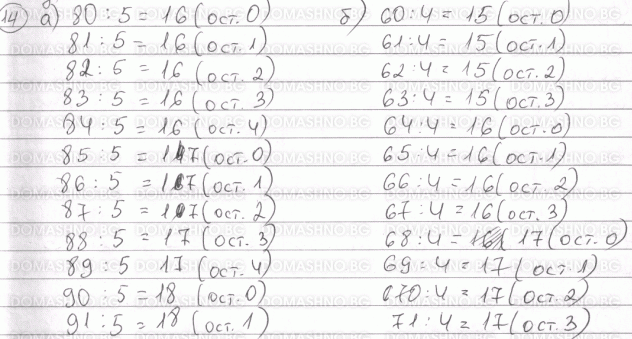 14 а) 80 : 5 = 16 (ост. 0)
81 : 5 = 16 (ост. 1)
82 : 5 = 16 (ост. 2)
83 : 5 = 16 (ост. 3)
84 : 5 = 16 (ост. 4)
85 : 5 = 17 (ост. 0)
86 : 5 = 17 (ост. 1)
87 : 5 = 17 (ост. 2)
88 : 5 = 17 (ост. 3)
89 : 5 17 (ост. 4)
90 : 5 = 18 (ост. 0)
91 : 5 = 18 (ост. 1)
б) 60 : 4 = 15 (ост. 0)
61 : 4 = 15 (ост. 1)
62 : 4 = 15 (ост. 2)
63 : 4 = 15 (ост. 3)
64 : 4 = 16 (ост. 0)
65 : 4 = 16 (ост. 1)
66 : 4 = 16 (ост. 2)
67 : 4 = 16 (ост. 3)
68 : 4 = 17 (ост. 0)
69 : 4 = 17 (ост. 1)
70 : 4 = 17 (ост. 2)
71 : 4 = 17 (ост. 3)
DOMASHNO.BG